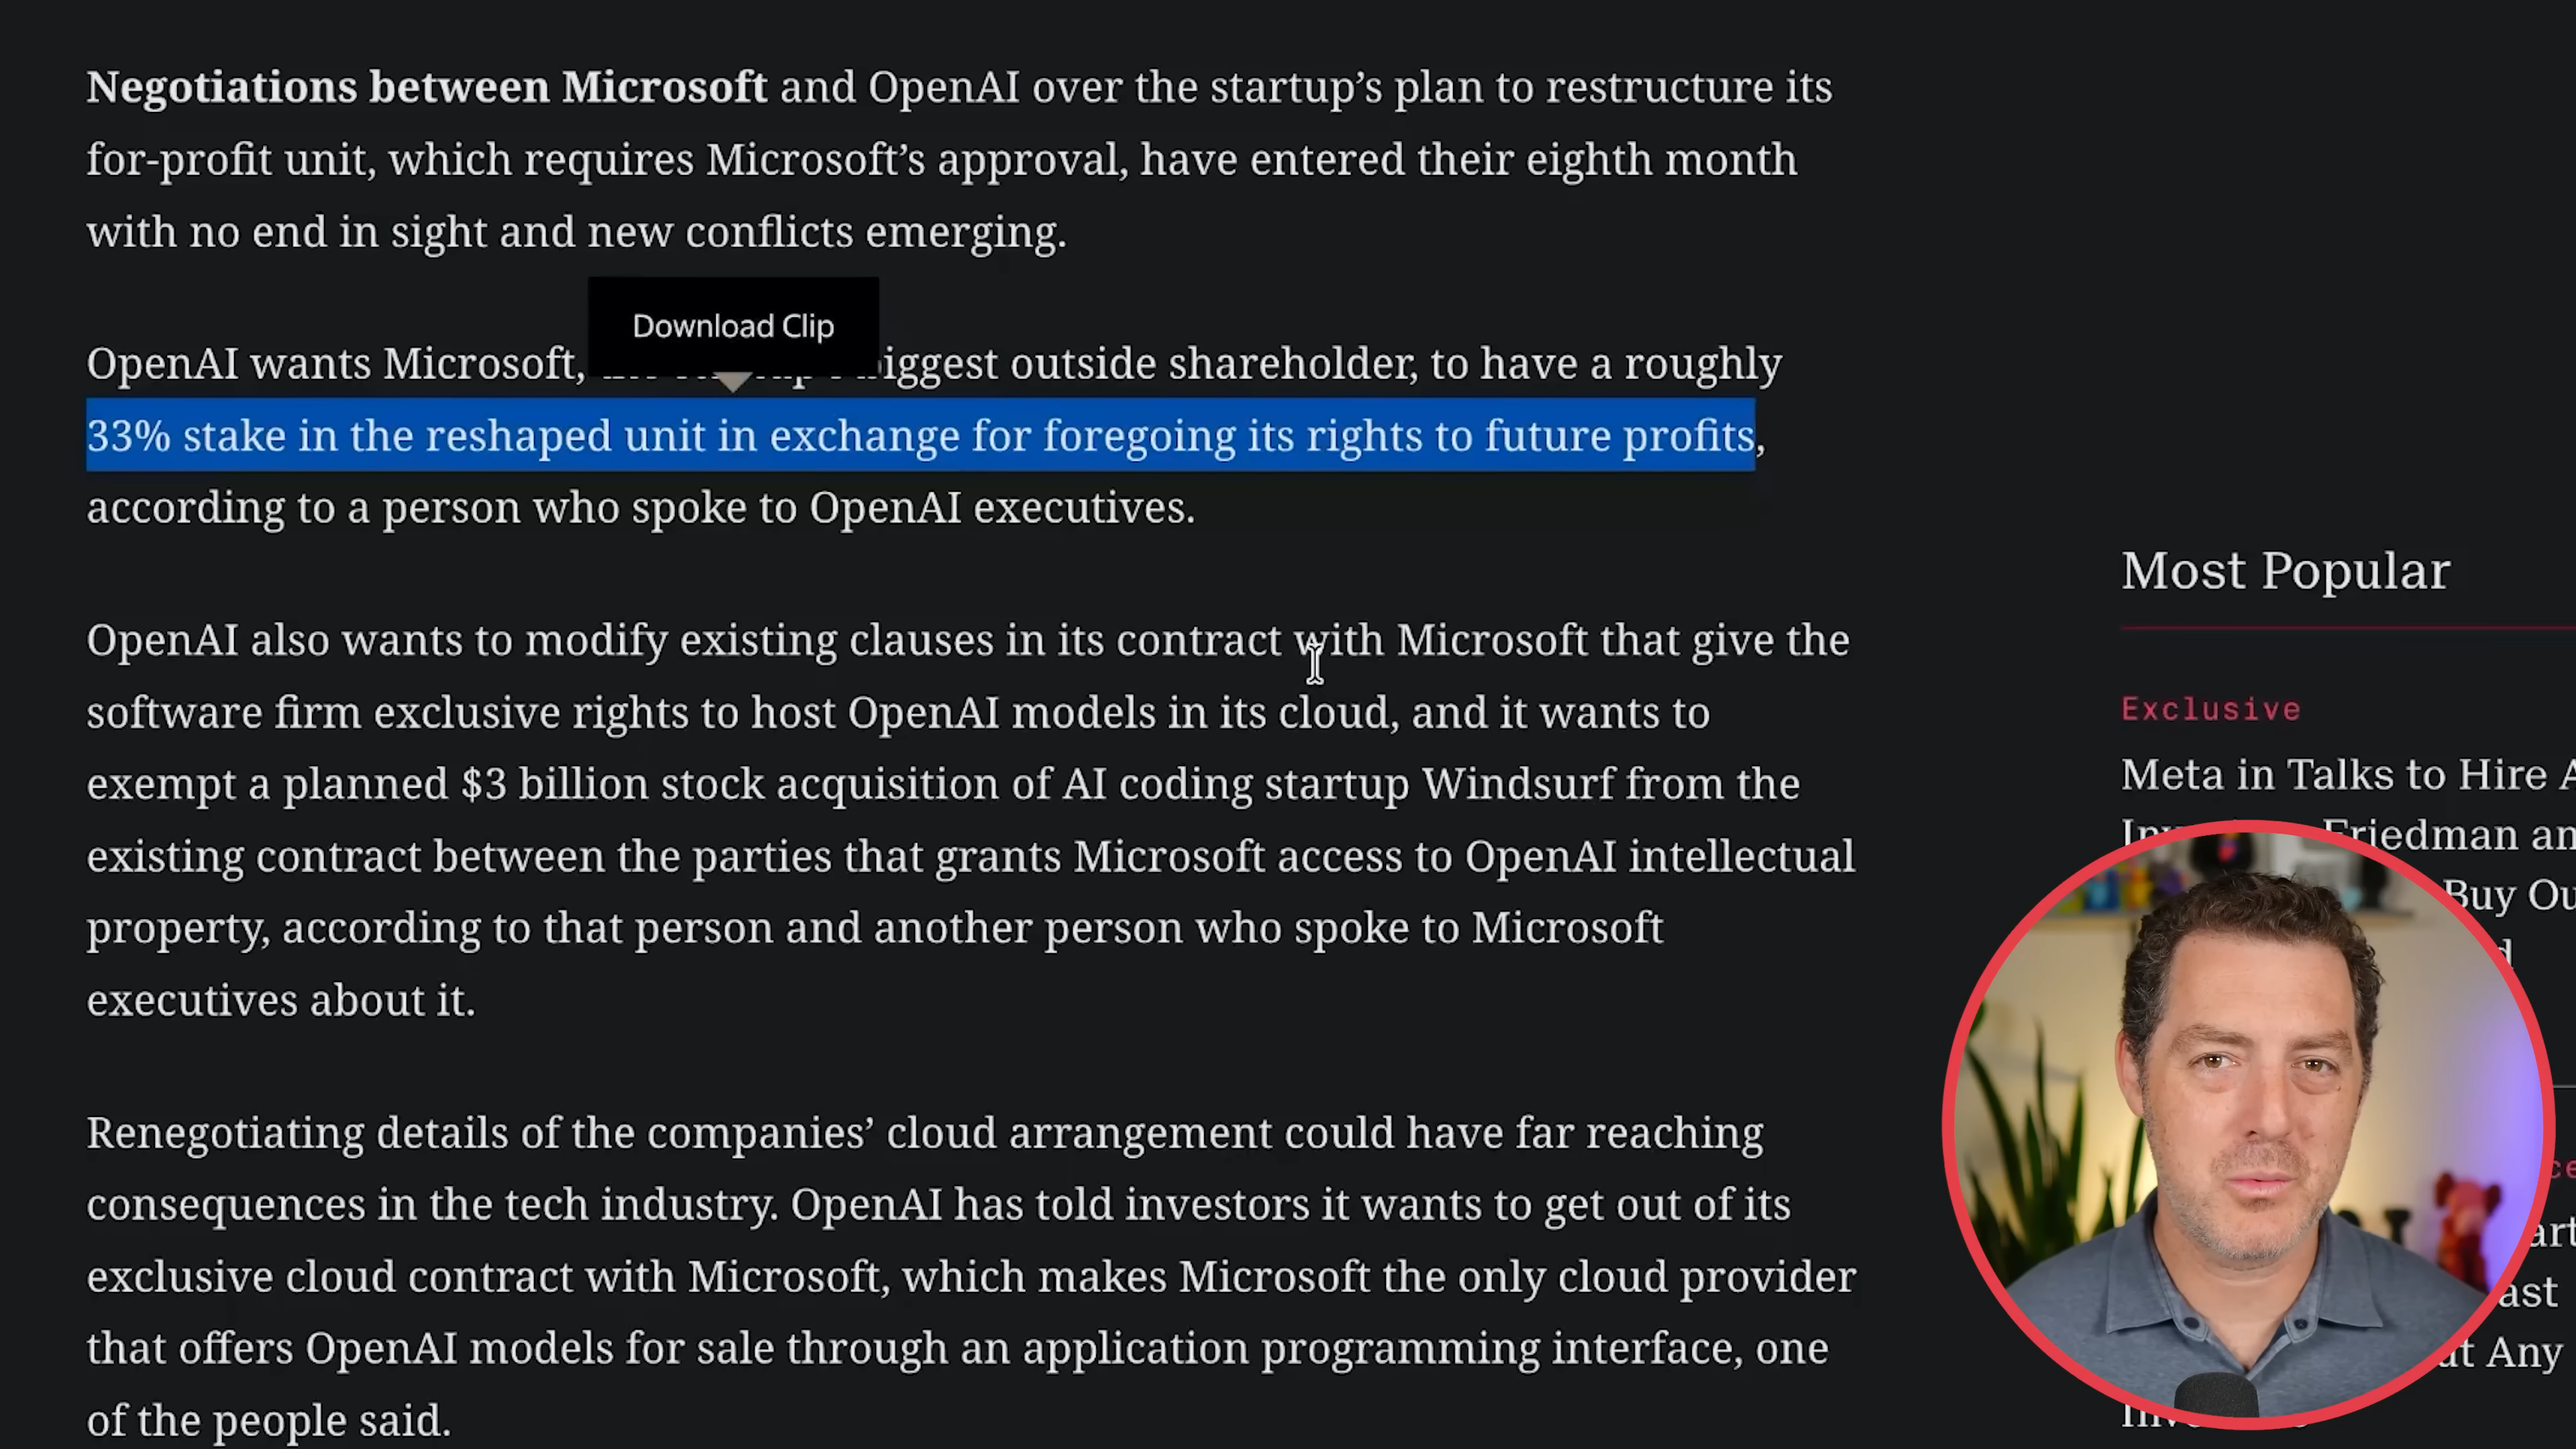 Negotiations between Microsoft and OpenAI over the startup’s plan to restructure its
for-profit unit, which requires Microsoft’s approval, have entered their eighth month
with no end in sight and new conflicts emerging.
Download Clip
OpenAI wants Microsoft, biggest outside shareholder, to have a roughly
33% stake in the reshaped unit in exchange for foregoing its rights to future profits,
according to a person who spoke to OpenAI executives.
OpenAI also wants to modify existing clauses in its contract with Microsoft that give the
software firm exclusive rights to host OpenAI models in its cloud, and it wants to
exempt a planned $3 billion stock acquisition of AI coding startup Windsurf from the
existing contract between the parties that grants Microsoft access to OpenAI intellectual
property, according to that person and another person who spoke to Microsoft
executives about it.
Renegotiating details of the companies’ cloud arrangement could have far reaching
consequences in the tech industry. OpenAI has told investors it wants to get out of its
exclusive cloud contract with Microsoft, which makes Microsoft the only cloud provider
that offers OpenAI models for sale through an application programming interface, one
of the people said.
Most Popular
Exclusive
Meta in Talks to Hire
Friedman
Buy
Any